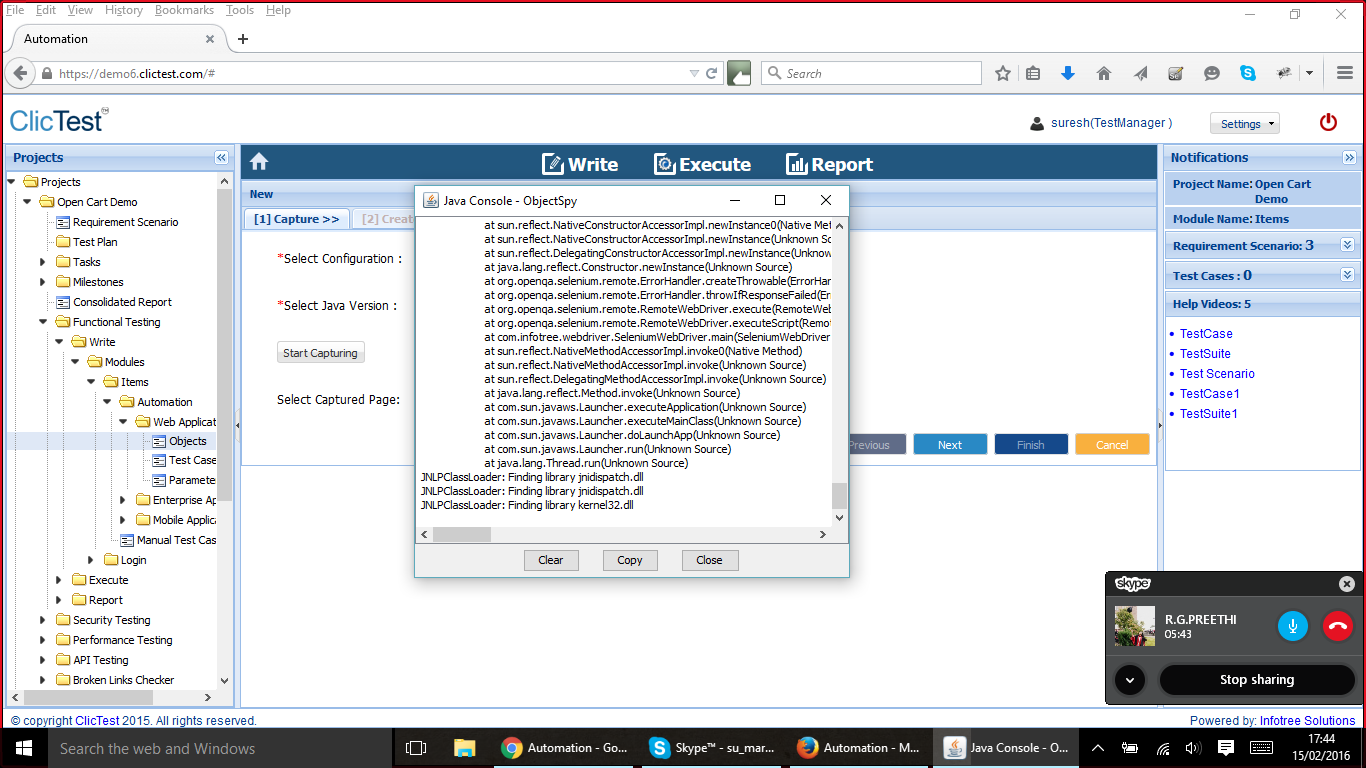 File Edit View History Bookmarks Tools Help
Automation
https://demo6.clictest.com/#
Search
ClicTest™
suresh(TestManager )
Settings
Projects
Write
Execute
Report
Notifications
Projects
Open Cart Demo
Requirement Scenario
Test Plan
Tasks
Milestones
Consolidated Report
Functional Testing
Write
Modules
Items
Automation
Web Applicat
Objects
Test Case
Paramete
Enterprise Ap
Mobile Applica
Manual Test Cas
Login
Execute
Report
Security Testing
Performance Testing
API Testing
Broken Links Checker
New
[1] Capture >>
[2] Creat
*Select Configuration :
*Select Java Version :
Start Capturing
Select Captured Page:
Previous
Next
Finish
Cancel
Java Console - ObjectSpy
at sun.reflect.NativeConstructorAccessorImpl.newInstance0(Native Met
at sun.reflect.NativeConstructorAccessorImpl.newInstance(Unknown So
at sun.reflect.DelegatingConstructorAccessorImpl.newInstance(Unknown
at java.lang.reflect.Constructor.newInstance(Unknown Source)
at org.openqa.selenium.remote.ErrorHandler.createThrowable(ErrorHar
at org.openqa.selenium.remote.ErrorHandler.throwIfResponseFailed(Er
at org.openqa.selenium.remote.RemoteWebDriver.execute(RemoteWeb
at org.openqa.selenium.remote.RemoteWebDriver.executeScript(Remot
at com.infotree.webdriver.SeleniumWebDriver.main(SeleniumWebDriver
at sun.reflect.NativeMethodAccessorImpl.invoke0(Native Method)
at sun.reflect.NativeMethodAccessorImpl.invoke(Unknown Source)
at sun.reflect.DelegatingMethodAccessorImpl.invoke(Unknown Source)
at java.lang.reflect.Method.invoke(Unknown Source)
at com.sun.javaws.Launcher.executeApplication(Unknown Source)
at com.sun.javaws.Launcher.executeMainClass(Unknown Source)
at com.sun.javaws.Launcher.doLaunchApp(Unknown Source)
at com.sun.javaws.Launcher.run(Unknown Source)
at java.lang.Thread.run(Unknown Source)
JNLPClassLoader: Finding library jnidispatch.dll
JNLPClassLoader: Finding library jnidispatch.dll
JNLPClassLoader: Finding library kernel32.dll
Clear
Copy
Close
Project Name: Open Cart
Demo
Module Name: Items
Requirement Scenario: 3
Test Cases : 0
Help Videos: 5
TestCase
TestSuite
Test Scenario
TestCase1
TestSuite1
skype
R.G.PREETHI
05:43
Stop sharing
© copyright ClicTest 2015. All rights reserved.
Powered by: Infotree Solutions
Search the web and Windows
Automation - Go...
Skype™ - su_mar...
Automation - M...
Java Console - O...
17:44
15/02/2016